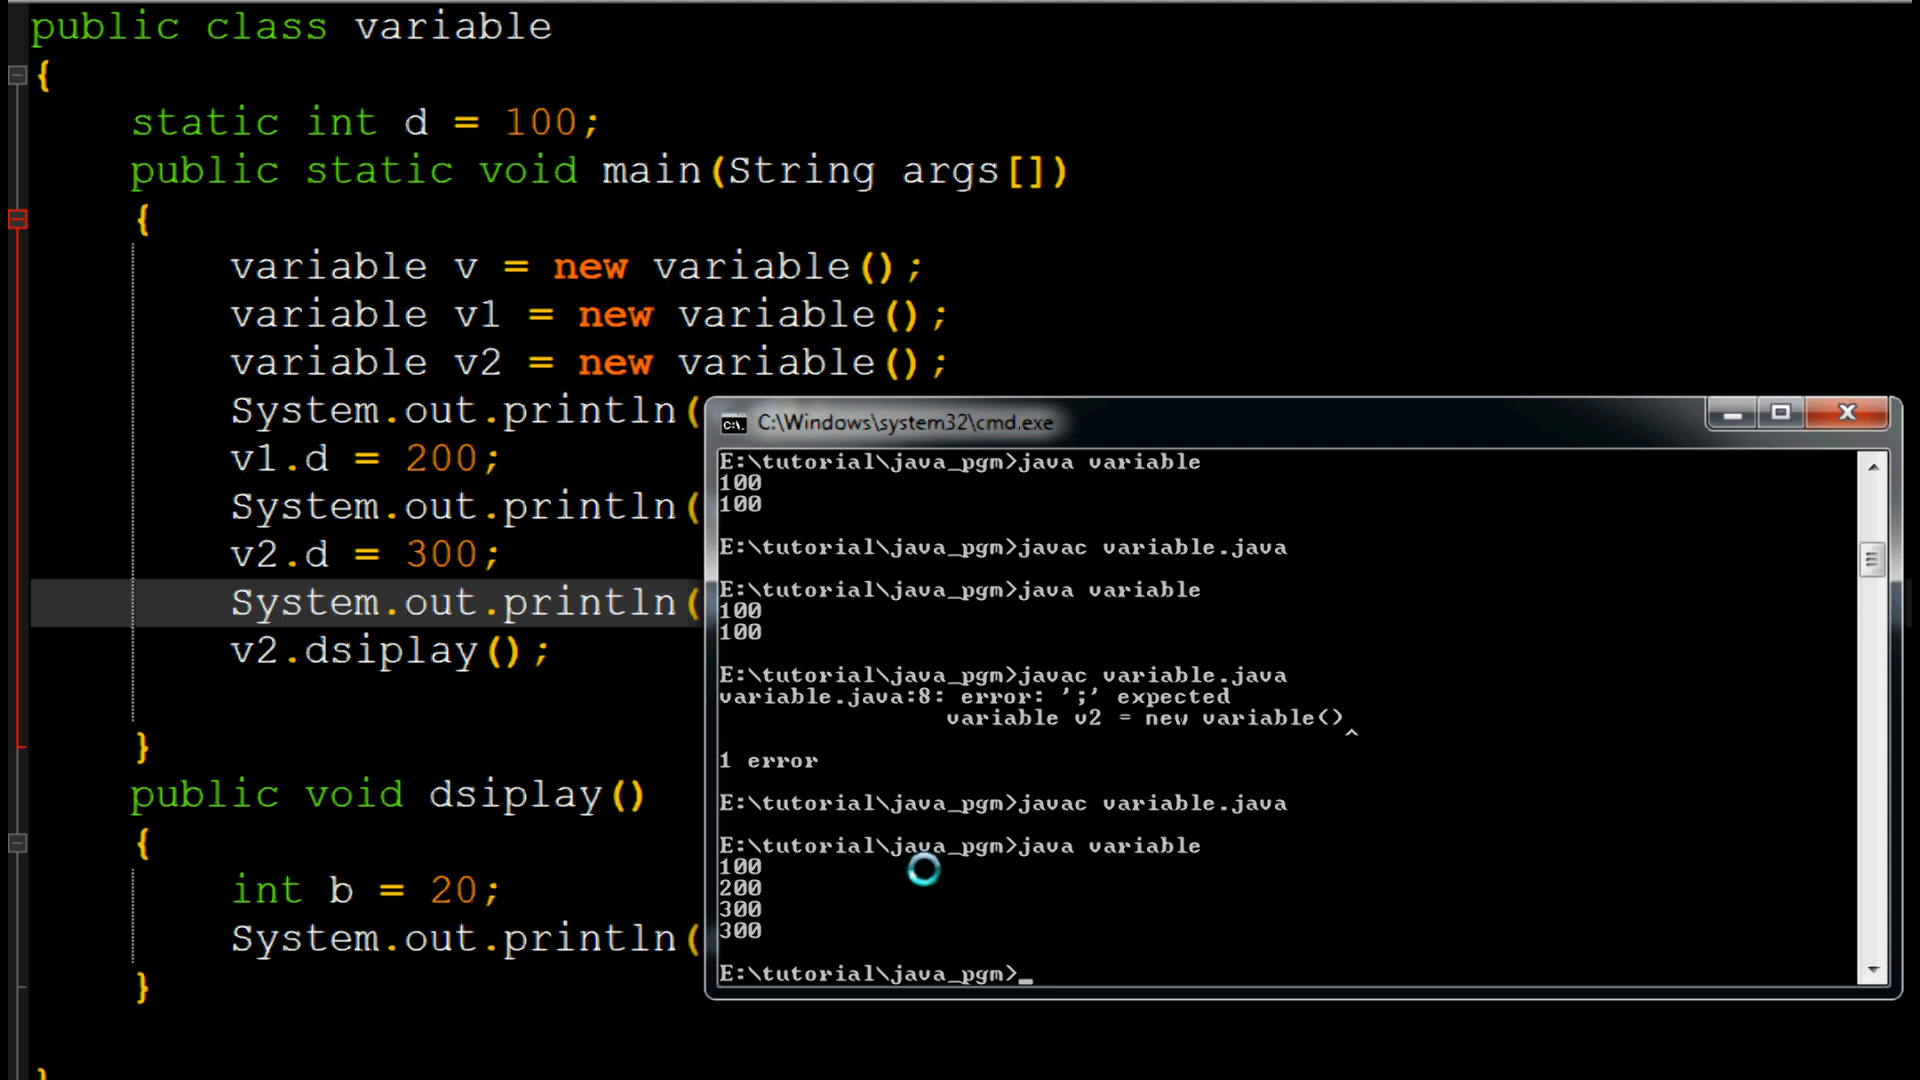 public class variable
{
static int d = 100;
public static void main(String args[])
{
variable v = new variable();
variable v1 = new variable();
variable v2 = new variable();
System.out.println(
v1.d = 200;
System.out.println(
v2.d = 300;
System.out.println(
v2.dsiplay();
}
public void dsiplay()
{
int b = 20;
System.out.println(
}
}
C:\Windows\system32\cmd.exe
E:\tutorial\java_pgm>java variable
100
100
E:\tutorial\java_pgm>javac variable.java
E:\tutorial\java_pgm>java variable
100
100
E:\tutorial\java_pgm>javac variable.java
variable.java:8: error: ';' expected
variable v2 = new variable()
^
1 error
E:\tutorial\java_pgm>javac variable.java
E:\tutorial\java_pgm>java variable
100
200
300
300
E:\tutorial\java_pgm>_